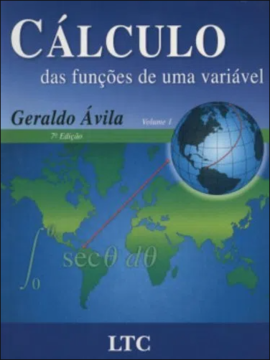 CÁLCULO
das funções de uma variável
Geraldo Ávila
Volume 1
7ª Edição
∫₀^θ sec θ dθ
LTC